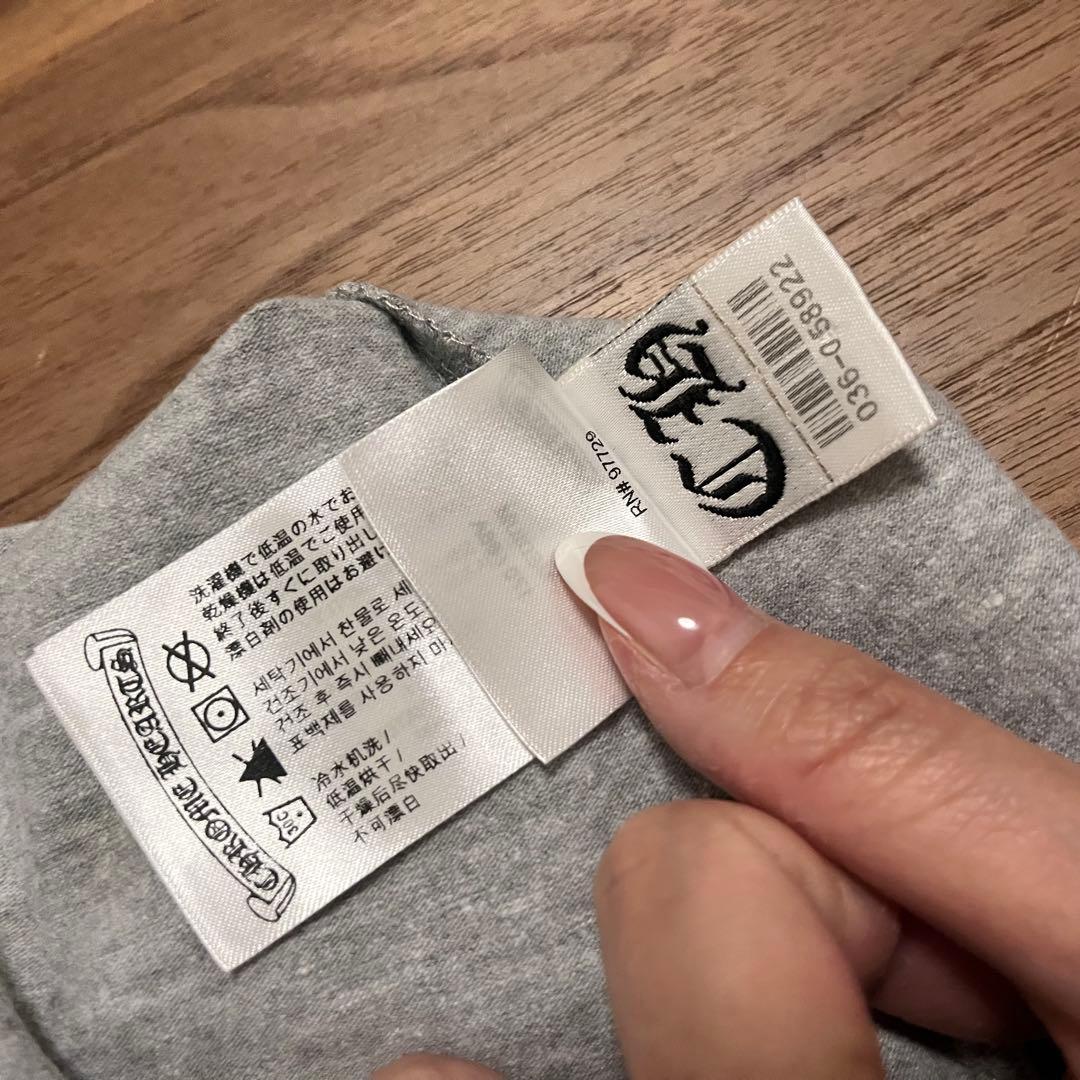 036-058922
CH
RN# 97729
洗濯機で低温の水でお
乾燥機は低温でご使用
終了後すぐに取り出し
漂白剤の使用はお避け
세탁기에서 찬물로 세
건조기에서 낮은 온도
건조 후 즉시 빼내세요
표백제를 사용하지 마
冷水机洗 /
低温烘干 /
干燥后尽快取出 /
不可漂白
30C
CHROME HEARTS